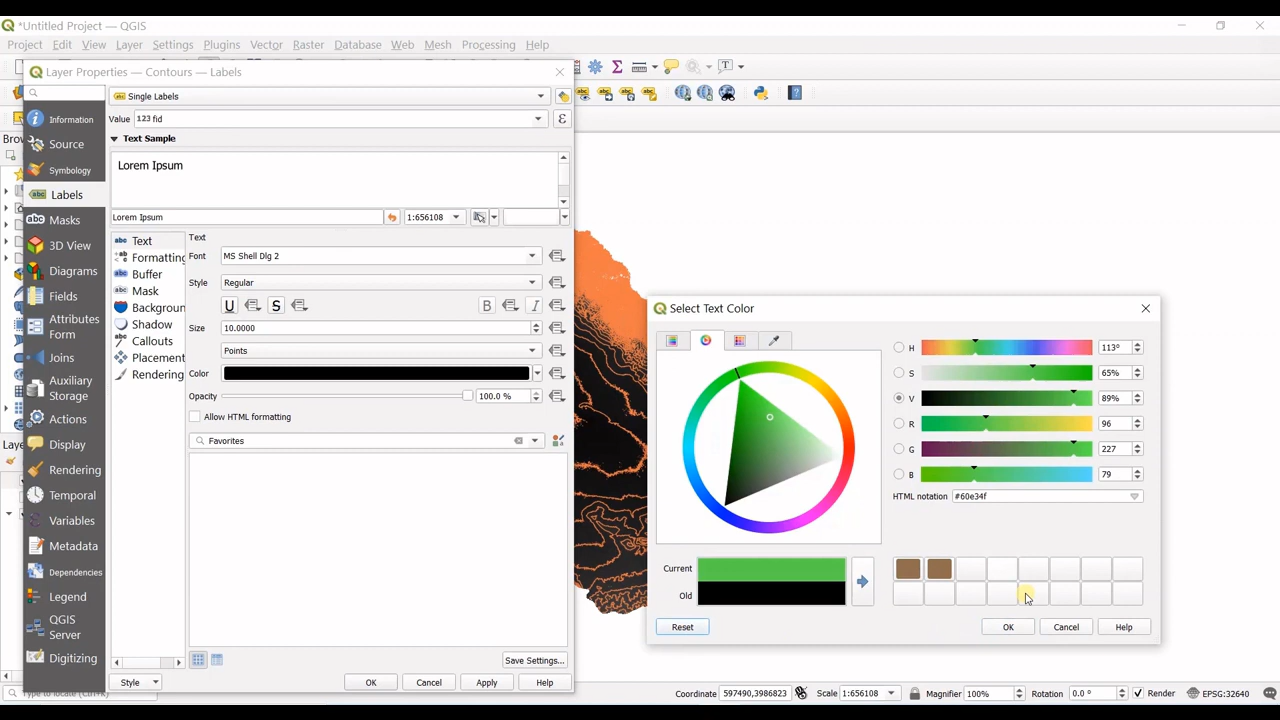 *Untitled Project — QGIS
Project Edit View Layer Settings Plugins Vector Raster Database Web Mesh Processing Help
Layer Properties — Contours — Labels
Single Labels
Information
Value 123 fid
Brow
Source
Text Sample
Symbology
Lorem Ipsum
Labels
Masks
Lorem Ipsum 1:656108
3D View
Text
Text
Formatting
Font MS Shell Dlg 2
Diagrams
Buffer
Style Regular
Fields
Mask
Background
U S B I
Attributes
Form
Shadow
Size 10.0000
Callouts
Joins
Placement
Points
Rendering
Color
Auxiliary
Storage
Opacity 100.0 %
Actions
Allow HTML formatting
Display
Favorites
Laye
Rendering
Temporal
Variables
Metadata
Dependencies
Legend
QGIS
Server
Digitizing
Save Settings...
Style OK Cancel Apply Help
Select Text Color
H 113°
S 65%
V 89%
R 96
G 227
B 79
HTML notation #60e34f
Current
Old
Reset OK Cancel Help
Type to locate (Ctrl+K) Coordinate 597490,3986823 Scale 1:656108 Magnifier 100% Rotation 0.0 ° Render EPSG:32640